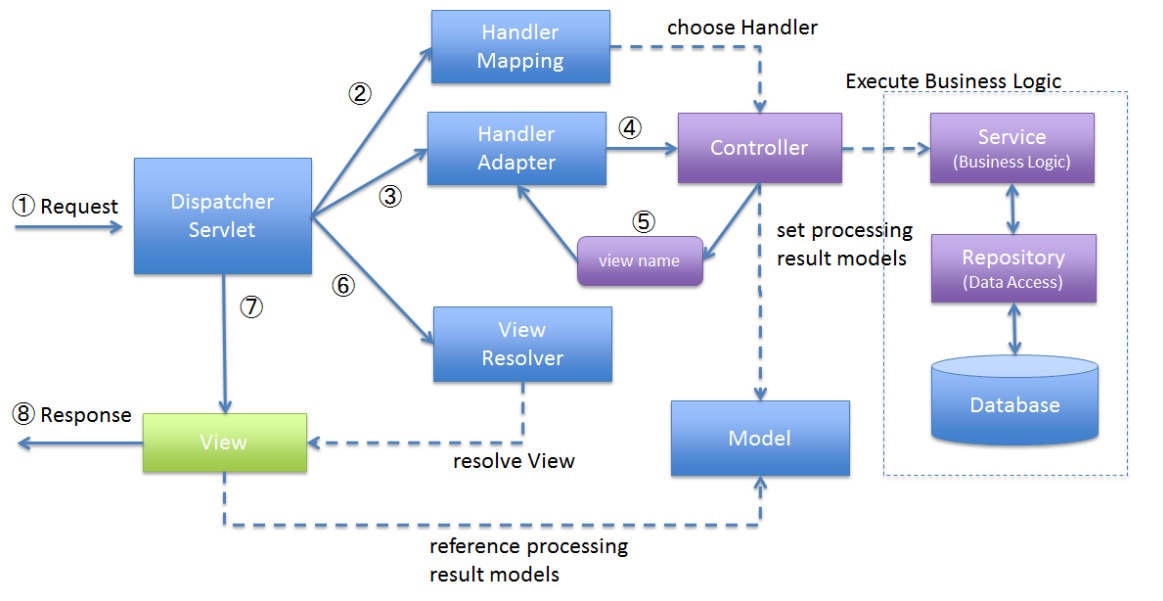 Handler
Mapping
choose Handler
Execute Business Logic
②
Handler
Adapter
④
Controller
Service
(Business Logic)
① Request
Dispatcher
Servlet
③
⑤
view name
set processing
result models
Repository
(Data Access)
⑥
⑦
View
Resolver
Database
⑧ Response
View
resolve View
Model
reference processing
result models